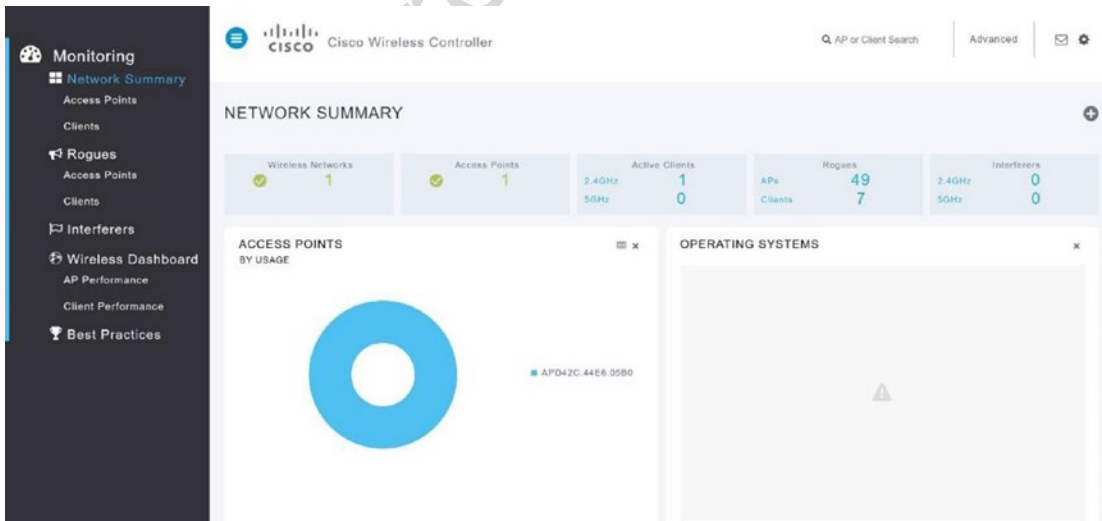 Monitoring
Network Summary
Access Points
Clients
Rogues
Access Points
Clients
Interferers
Wireless Dashboard
AP Performance
Client Performance
Best Practices
CISCO Cisco Wireless Controller
AP or Client Search
Advanced
NETWORK SUMMARY
Wireless Networks
1
Access Points
1
Active Clients
2.4GHz 1
5GHz 0
Rogues
APs 49
Clients 7
Interferers
2.4GHz 0
5GHz 0
ACCESS POINTS
BY USAGE
APD42C.44E6.05B0
OPERATING SYSTEMS